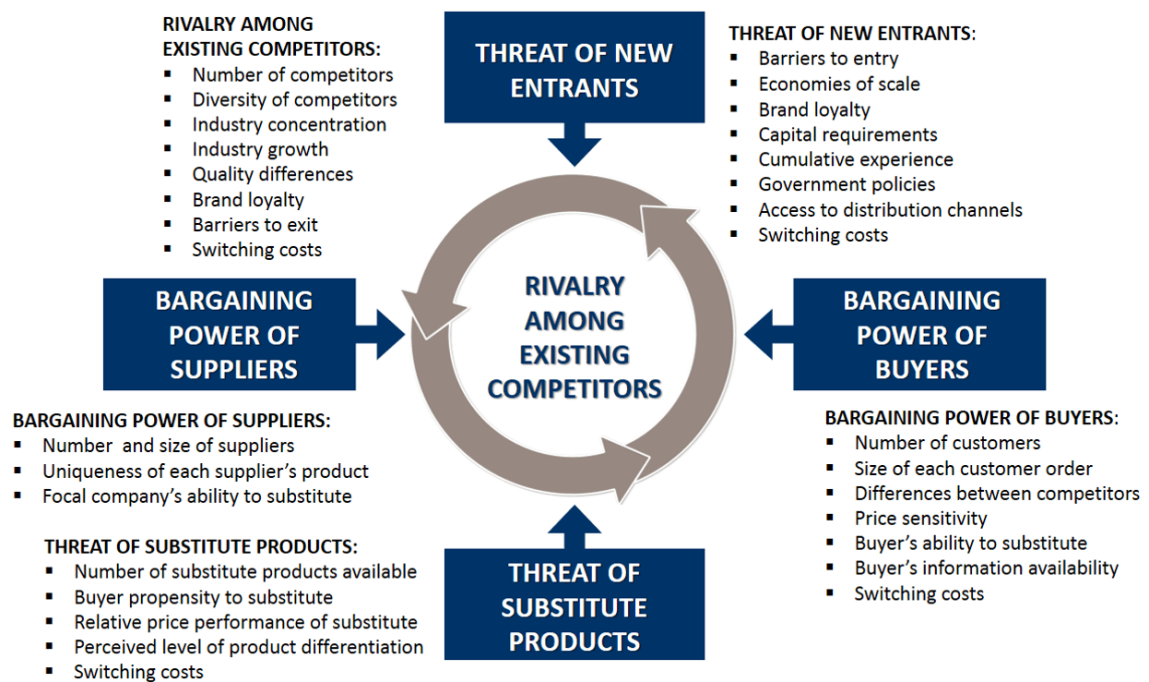 RIVALRY AMONG
EXISTING COMPETITORS:
▪ Number of competitors
▪ Diversity of competitors
▪ Industry concentration
▪ Industry growth
▪ Quality differences
▪ Brand loyalty
▪ Barriers to exit
▪ Switching costs
THREAT OF NEW
ENTRANTS
THREAT OF NEW ENTRANTS:
▪ Barriers to entry
▪ Economies of scale
▪ Brand loyalty
▪ Capital requirements
▪ Cumulative experience
▪ Government policies
▪ Access to distribution channels
▪ Switching costs
BARGAINING
POWER OF
SUPPLIERS
RIVALRY
AMONG
EXISTING
COMPETITORS
BARGAINING
POWER OF
BUYERS
BARGAINING POWER OF SUPPLIERS:
▪ Number and size of suppliers
▪ Uniqueness of each supplier’s product
▪ Focal company’s ability to substitute
BARGAINING POWER OF BUYERS:
▪ Number of customers
▪ Size of each customer order
▪ Differences between competitors
▪ Price sensitivity
▪ Buyer’s ability to substitute
▪ Buyer’s information availability
▪ Switching costs
THREAT OF SUBSTITUTE PRODUCTS:
▪ Number of substitute products available
▪ Buyer propensity to substitute
▪ Relative price performance of substitute
▪ Perceived level of product differentiation
▪ Switching costs
THREAT OF
SUBSTITUTE
PRODUCTS